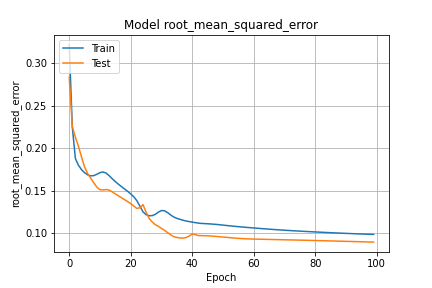 Model root_mean_squared_error
Train
Test
0.30
0.25
0.20
0.15
0.10
root_mean_squared_error
0 20 40 60 80 100
Epoch